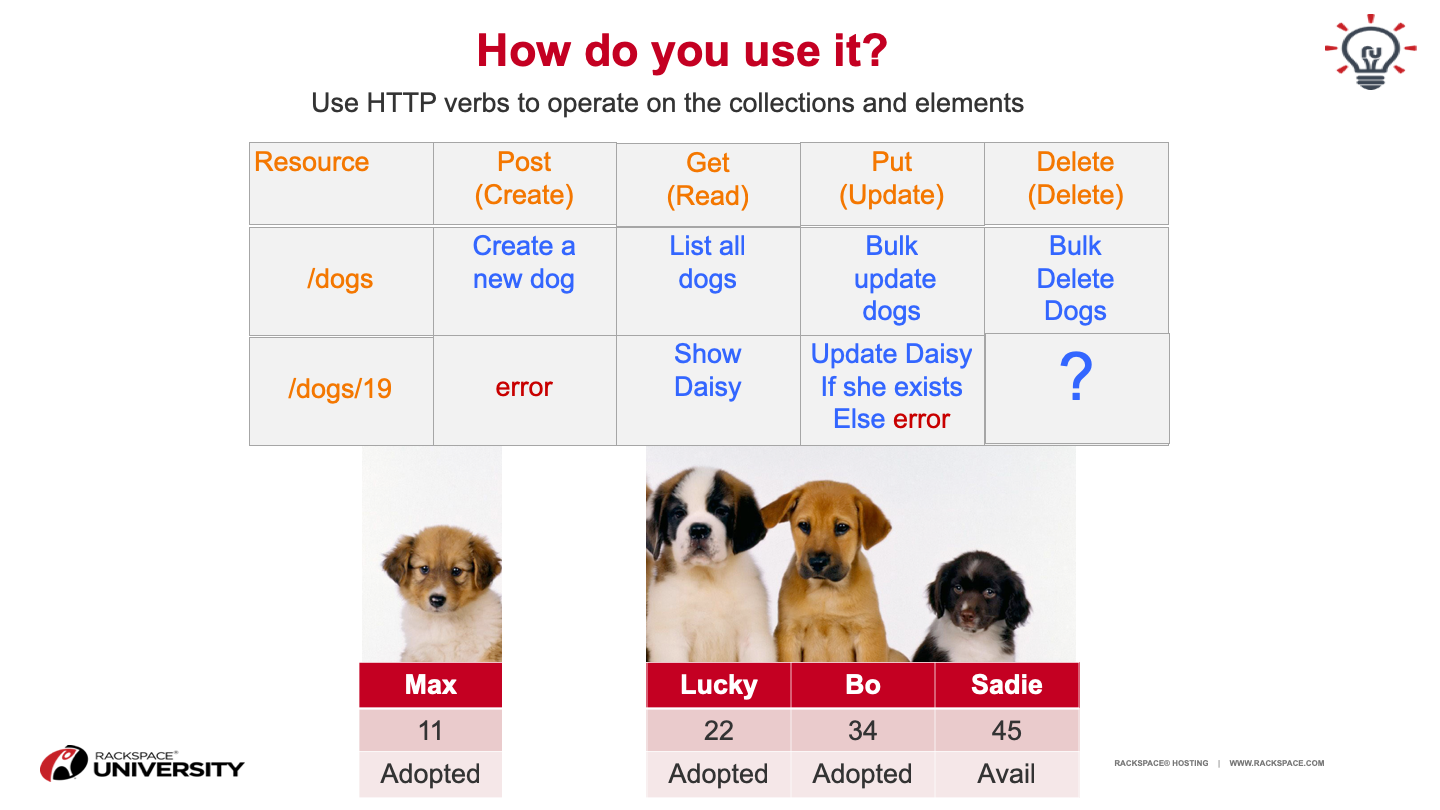 How do you use it?
Use HTTP verbs to operate on the collections and elements
Resource
Post
(Create)
Get
(Read)
Put
(Update)
Delete
(Delete)
/dogs
Create a
new dog
List all
dogs
Bulk
update
dogs
Bulk
Delete
Dogs
/dogs/19
error
Show
Daisy
Update Daisy
If she exists
Else error
?
Max
Lucky
Bo
Sadie
11
22
34
45
Adopted
Adopted
Adopted
Avail
RACKSPACE®
UNIVERSITY
RACKSPACE® HOSTING | WWW.RACKSPACE.COM